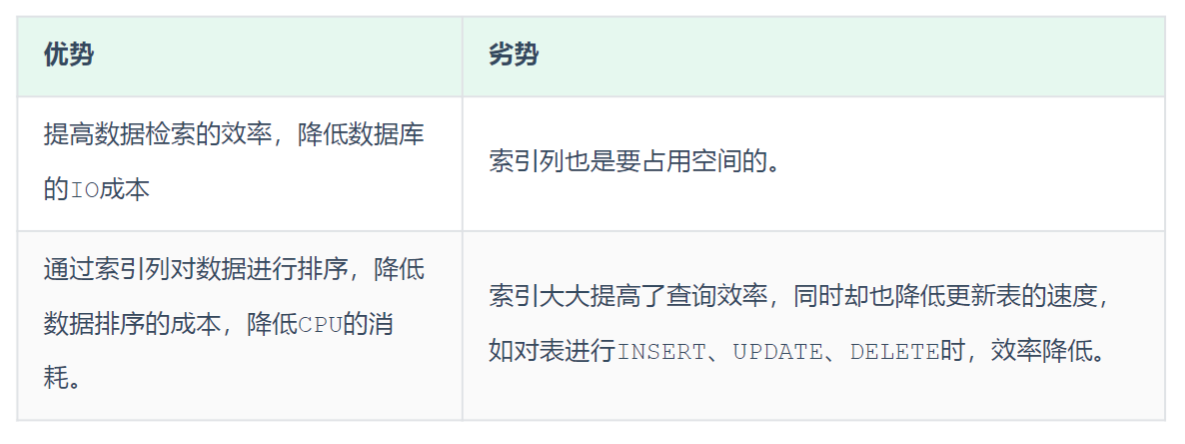 优势
劣势
提高数据检索的效率，降低数据库
的IO成本
索引列也是要占用空间的。
通过索引列对数据进行排序，降低
数据排序的成本，降低CPU的消
耗。
索引大大提高了查询效率，同时却也降低更新表的速度，
如对表进行INSERT、UPDATE、DELETE时，效率降低。